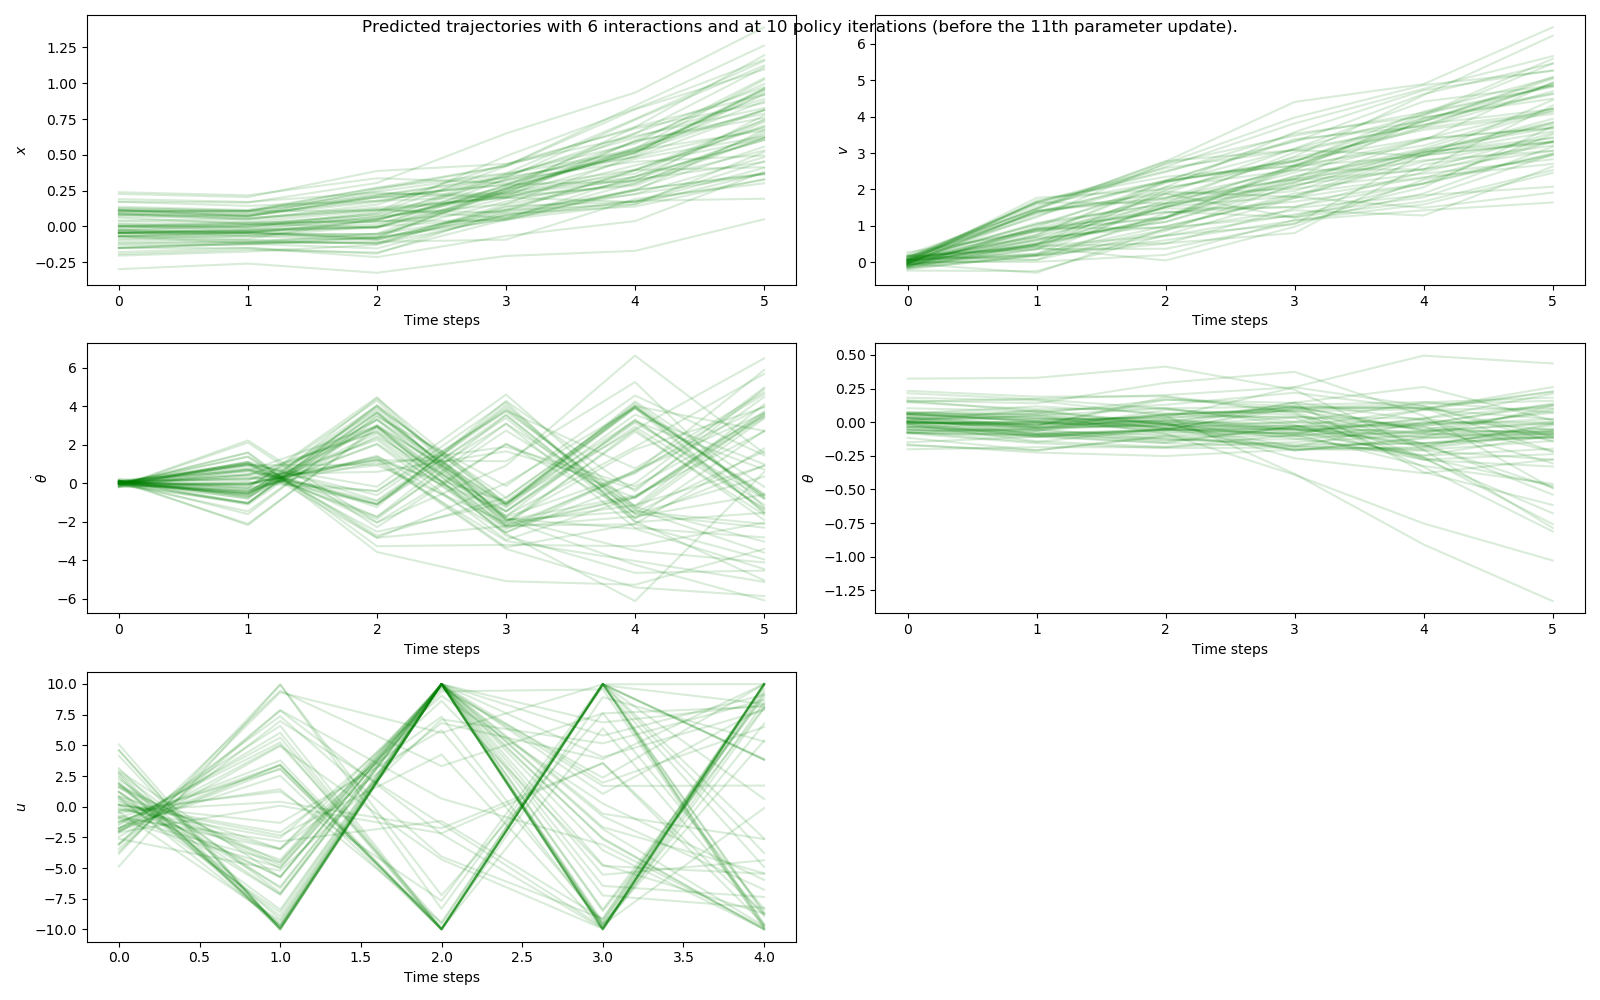 Predicted trajectories with 6 interactions and at 10 policy iterations (before the 11th parameter update).
1.25
1.00
0.75
0.50
0.25
0.00
−0.25
x
0 1 2 3 4 5
Time steps
6
5
4
3
2
1
0
v
0 1 2 3 4 5
Time steps
6
4
2
0
−2
−4
−6
θ̇
0 1 2 3 4 5
Time steps
0.50
0.25
0.00
−0.25
−0.50
−0.75
−1.00
−1.25
θ
0 1 2 3 4 5
Time steps
10.0
7.5
5.0
2.5
0.0
−2.5
−5.0
−7.5
−10.0
u
0.0 0.5 1.0 1.5 2.0 2.5 3.0 3.5 4.0
Time steps